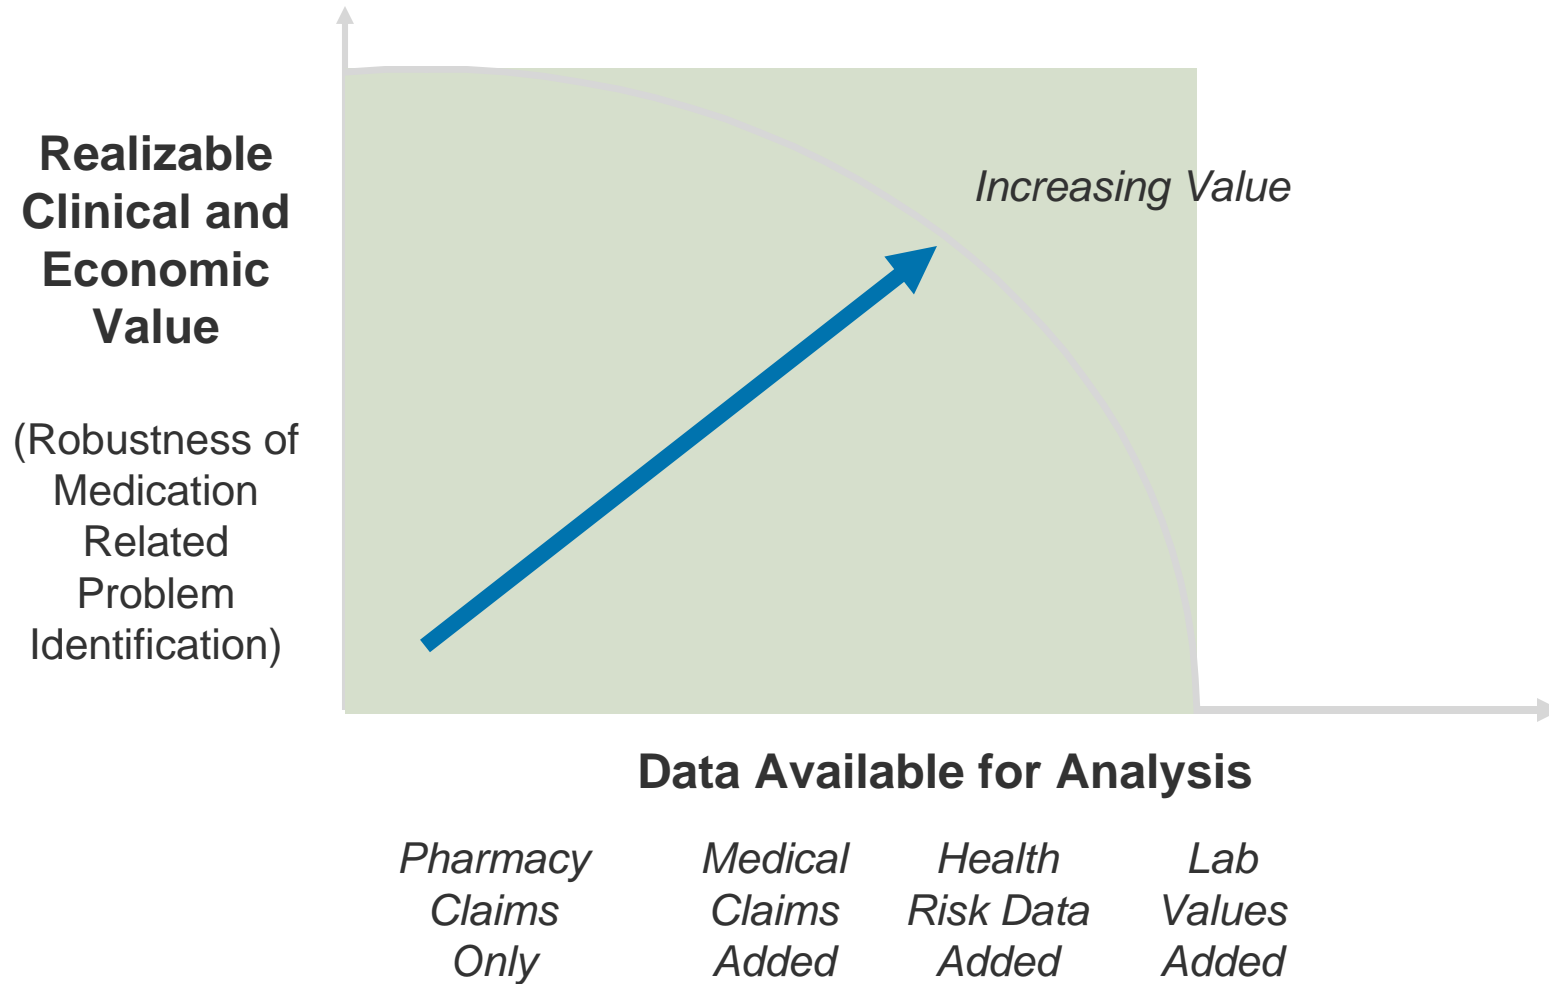 Realizable
Clinical and
Economic
Value
(Robustness of
Medication
Related
Problem
Identification)
Increasing Value
Data Available for Analysis
Pharmacy
Claims
Only
Medical
Claims
Added
Health
Risk Data
Added
Lab
Values
Added